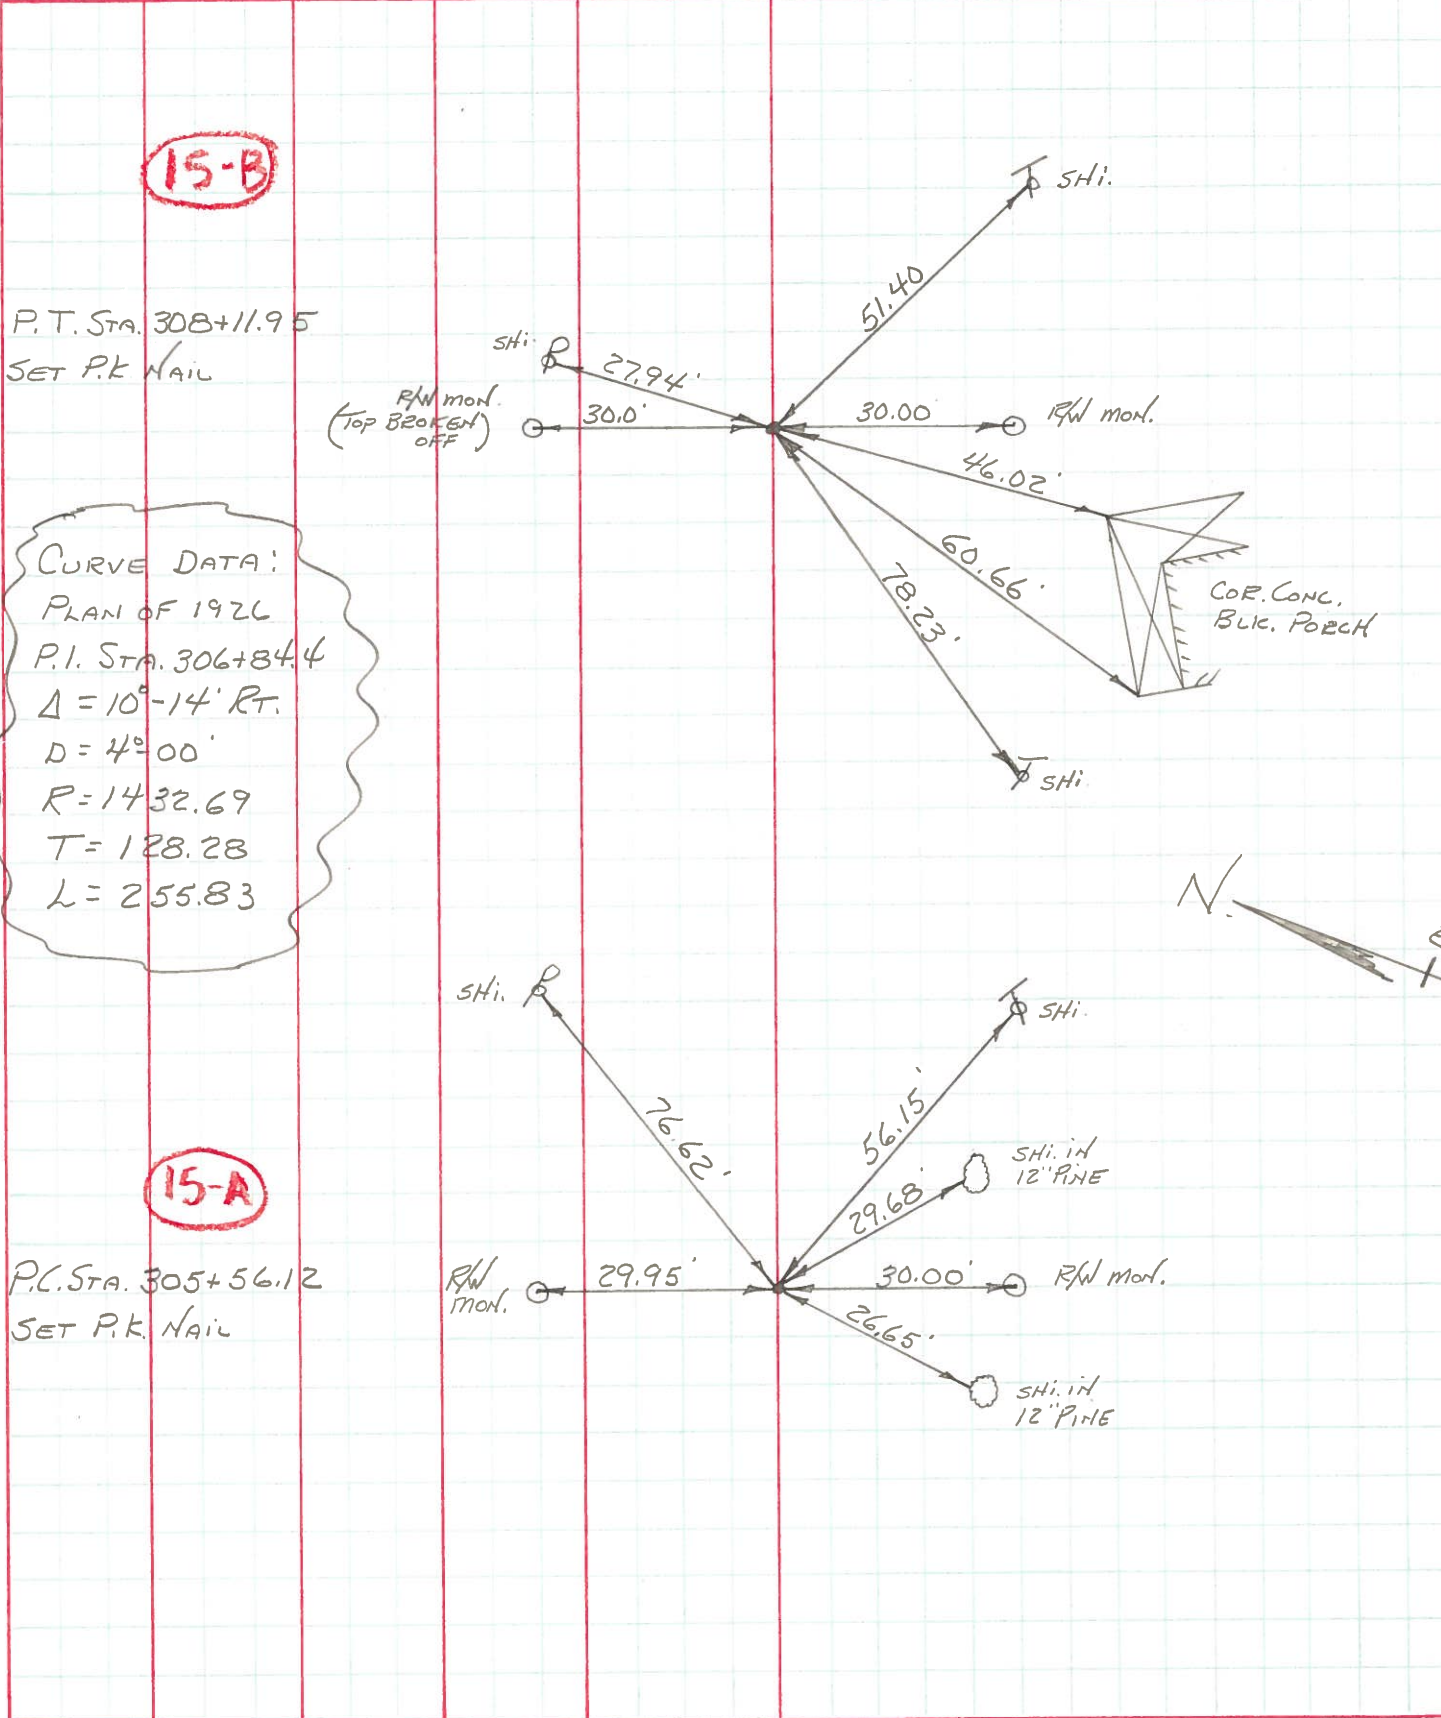 15-B
SHi.
51.40
P.T. STA. 308+11.95
SET P.K NAIL
SHi.
27.94'
R/W MON.
(TOP BROKEN OFF)
30.0'
30.00
R/W MON.
46.02'
60.66'
78.23'
COR. CONC.
BLK. PORCH
SHi.
CURVE DATA:
PLAN OF 1926
P.I. STA. 306+84.4
Δ = 10°-14' RT.
D = 4°00'
R = 1432.69
T = 128.28
L = 255.83
N.
SHi.
SHi.
76.62'
56.15'
SHi. iN
12" PiNE
29.68'
15-A
P.C. STA. 305+56.12
SET P.K. NAiL
R/W
MON.
29.95'
30.00'
R/W MON.
26.65'
SHi. iN
12" PiNE